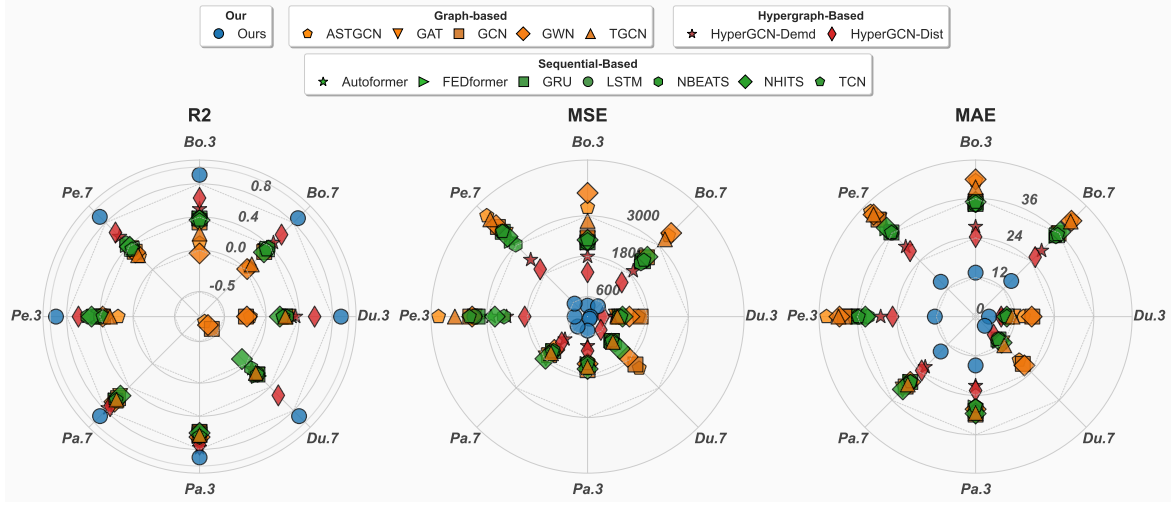 Our
Ours
Graph-based
ASTGCN GAT GCN GWN TGCN
Hypergraph-Based
HyperGCN-Demd HyperGCN-Dist
Sequential-Based
Autoformer FEDformer GRU LSTM NBEATS NHITS TCN
R2
Bo.3
Bo.7
Du.3
Du.7
Pa.3
Pa.7
Pe.3
Pe.7
0.8
0.4
0.0
-0.5
MSE
Bo.3
Bo.7
Du.3
Du.7
Pa.3
Pa.7
Pe.3
Pe.7
3000
1800
600
MAE
Bo.3
Bo.7
Du.3
Du.7
Pa.3
Pa.7
Pe.3
Pe.7
36
24
12
0